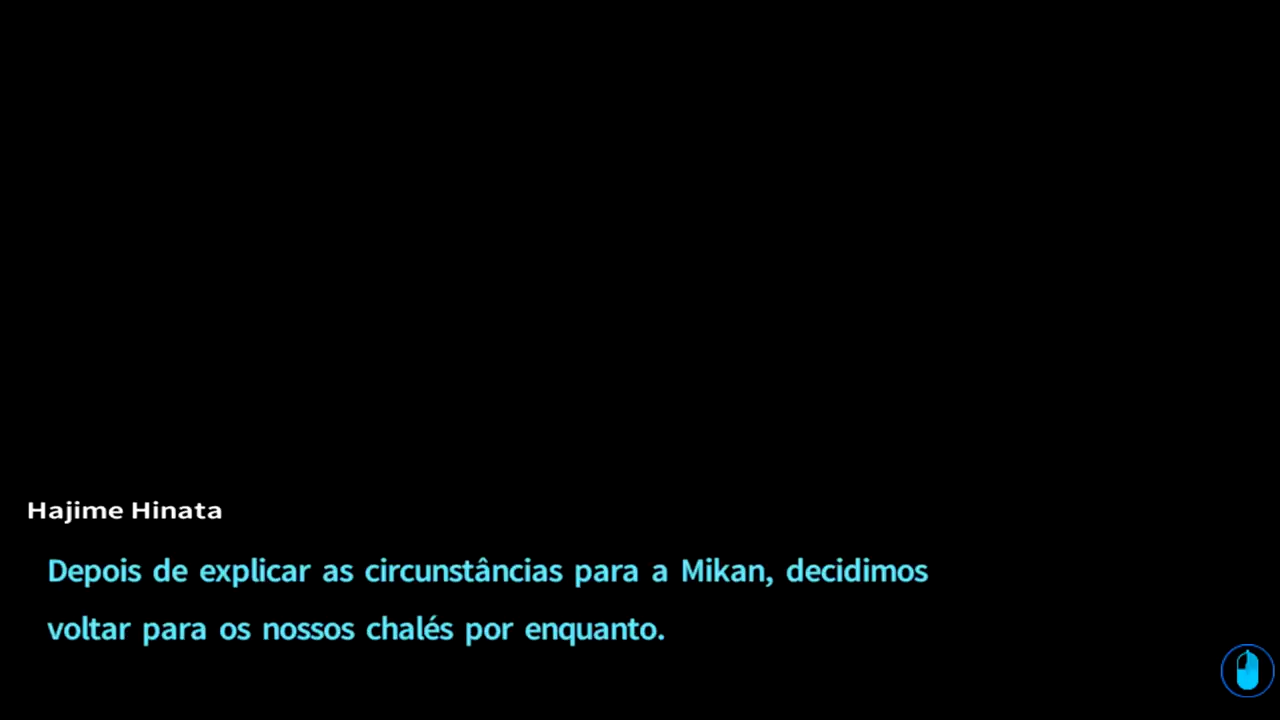 Hajime Hinata
Depois de explicar as circunstâncias para a Mikan, decidimos
voltar para os nossos chalés por enquanto.